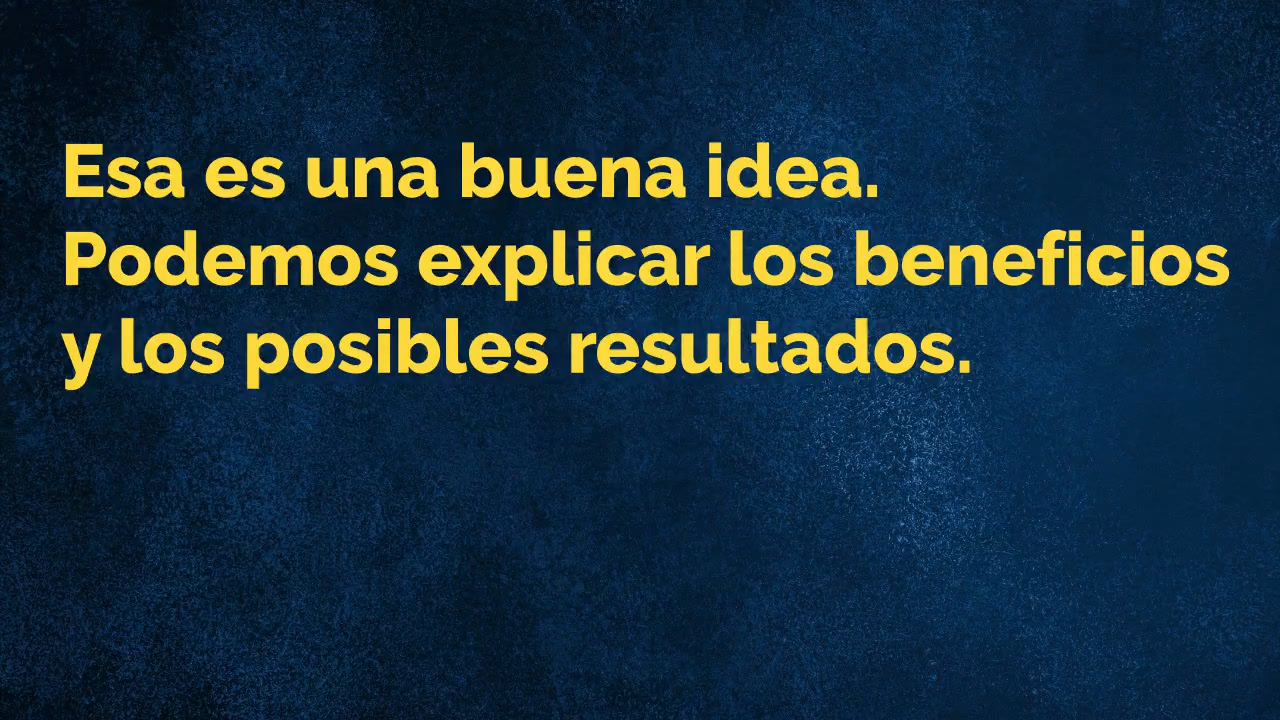 Esa es una buena idea.
Podemos explicar los beneficios
y los posibles resultados.